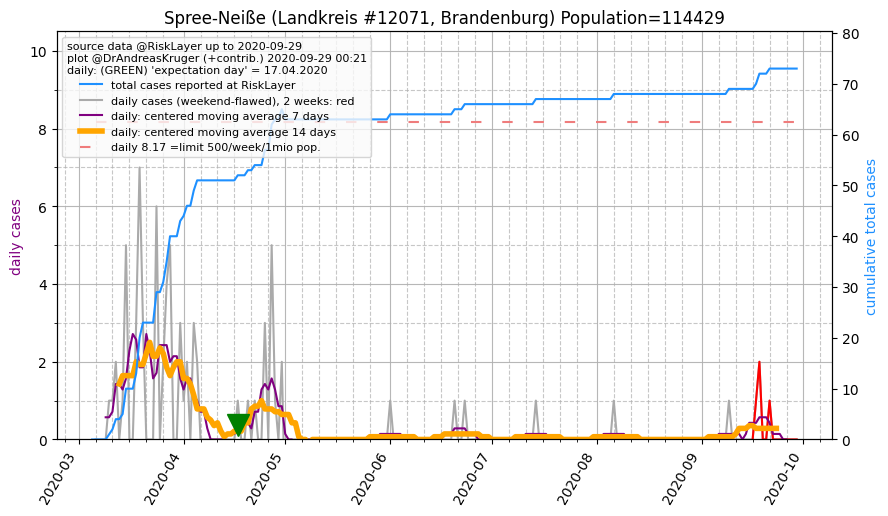 Spree-Neiße (Landkreis #12071, Brandenburg) Population=114429
source data @RiskLayer up to 2020-09-29
plot @DrAndreasKruger (+contrib.) 2020-09-29 00:21
daily: (GREEN) 'expectation day' = 17.04.2020
total cases reported at RiskLayer
daily cases (weekend-flawed), 2 weeks: red
daily: centered moving average 7 days
daily: centered moving average 14 days
daily 8.17 =limit 500/week/1mio pop.
daily cases
10
8
6
4
2
0
cumulative total cases
80
70
60
50
40
30
20
10
0
2020-03
2020-04
2020-05
2020-06
2020-07
2020-08
2020-09
2020-10